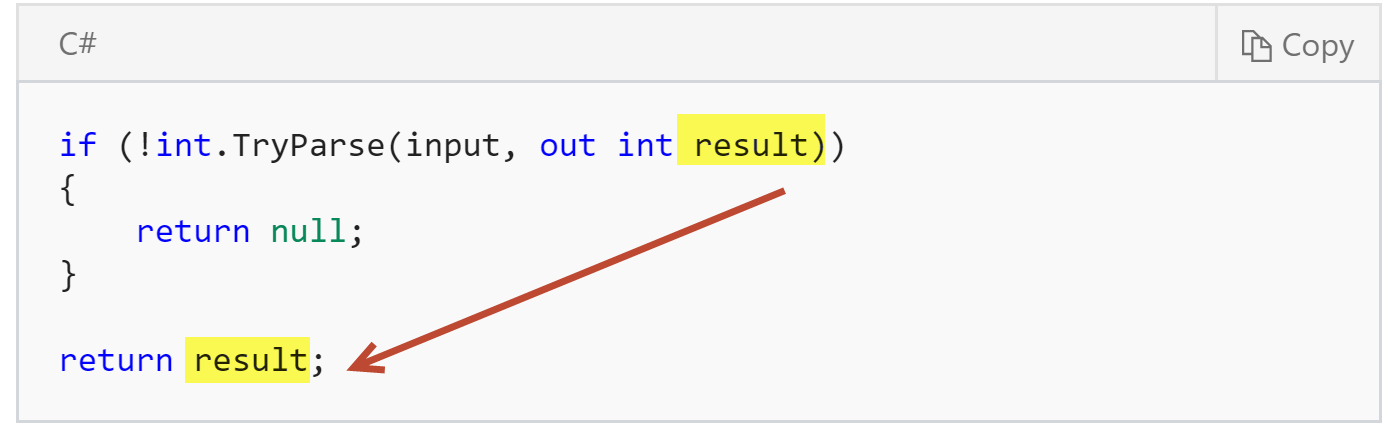 C#
Copy
if (!int.TryParse(input, out int result))
{
    return null;
}
return result;